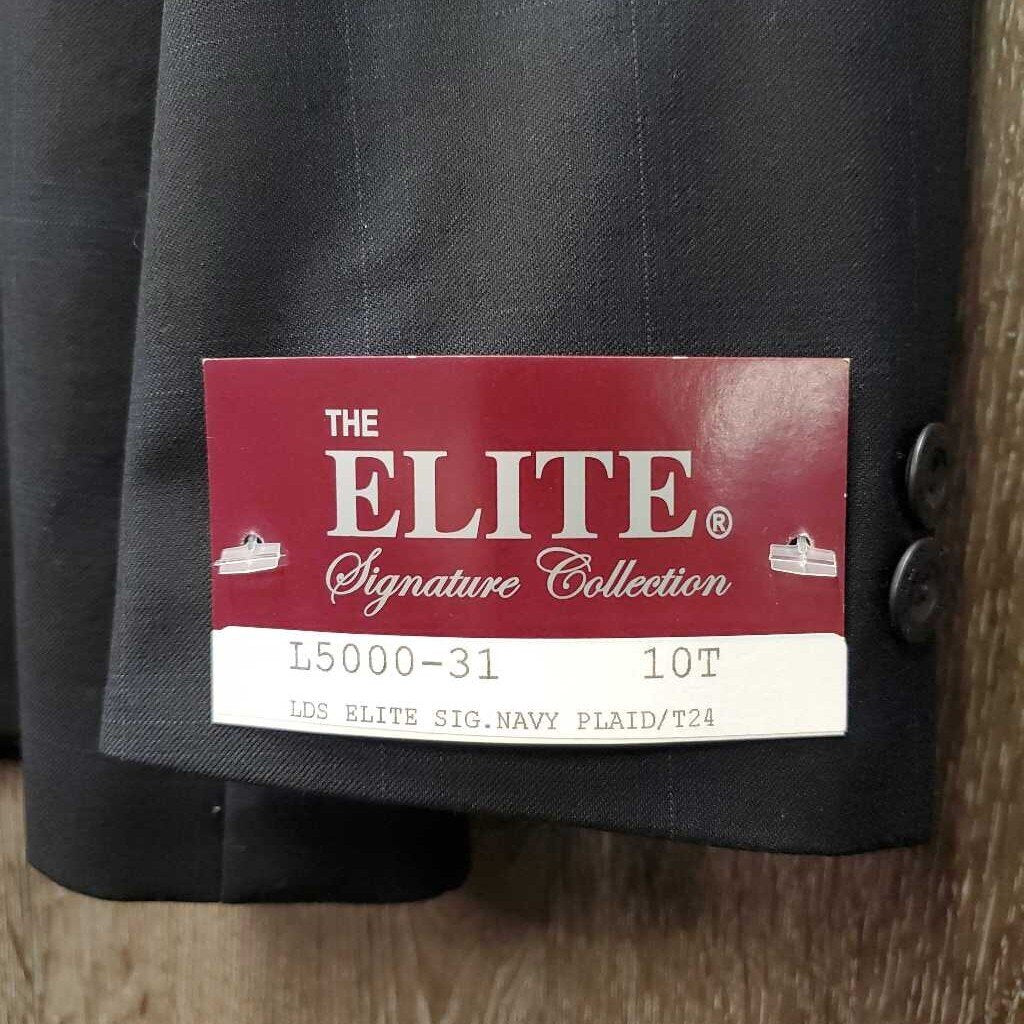 THE
ELITE®
Signature Collection
L5000-31 10T
LDS ELITE SIG.NAVY PLAID/T24